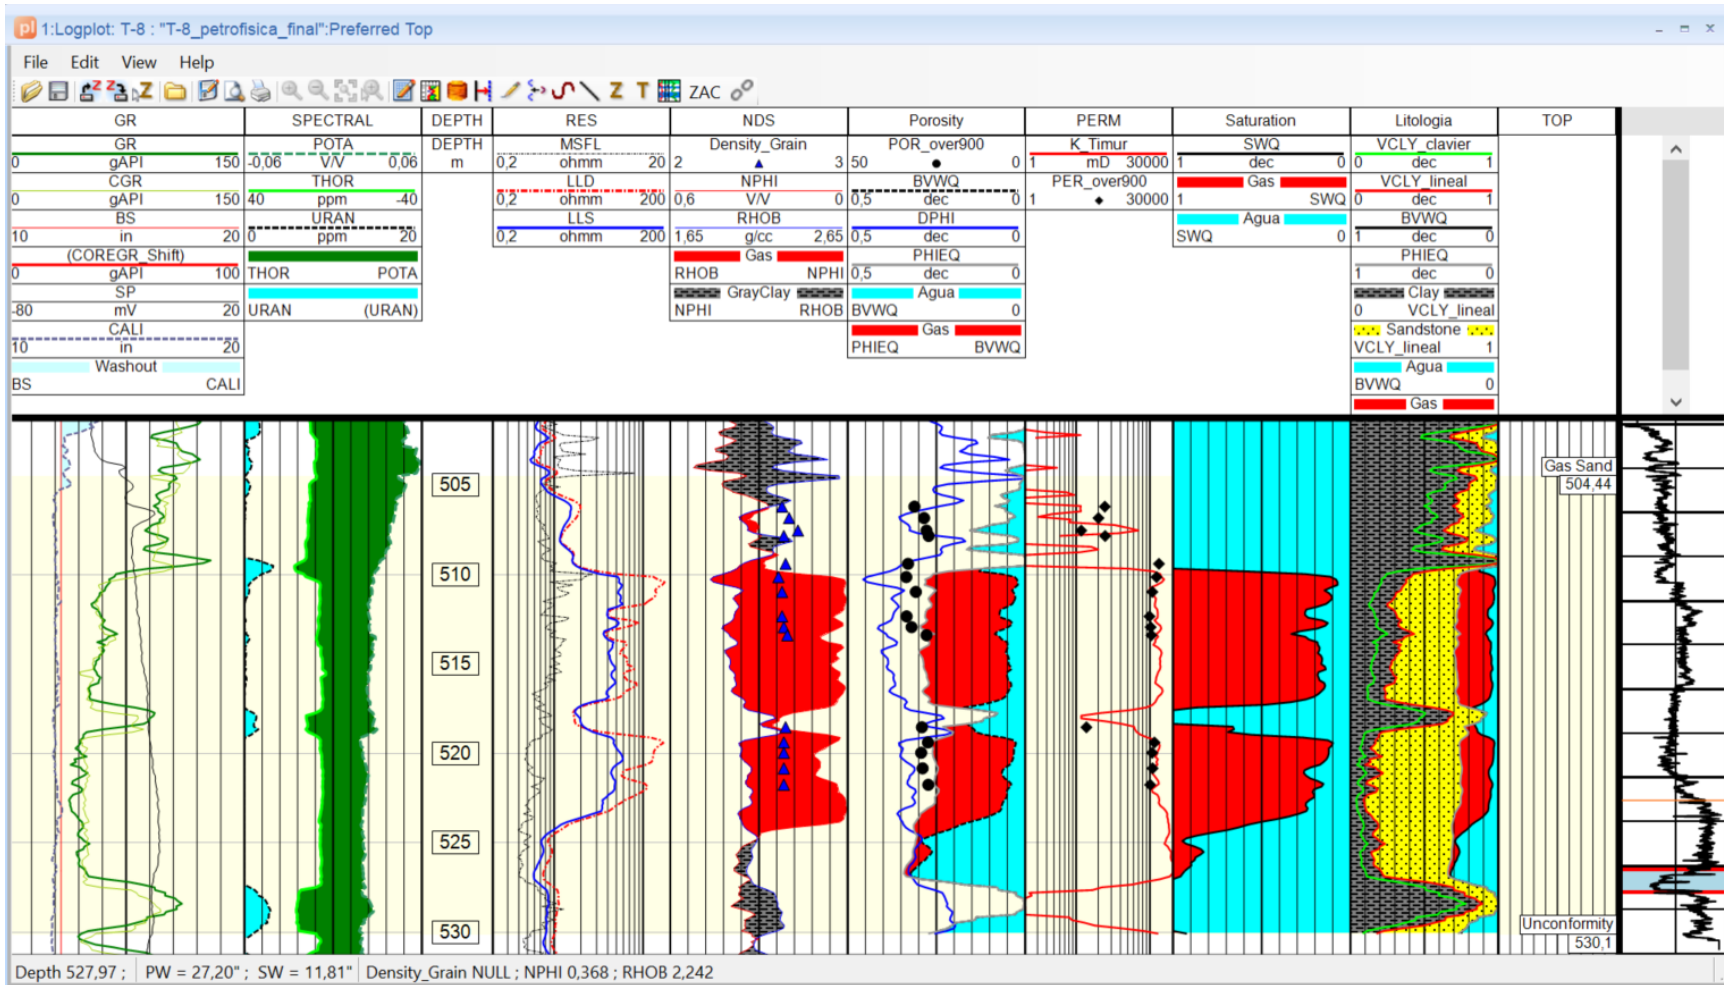 1:Logplot: T-8 : "T-8_petrofisica_final":Preferred Top
File Edit View Help
ZAC
GR SPECTRAL DEPTH RES NDS Porosity PERM Saturation Litologia TOP
GR
0 gAPI 150
CGR
0 gAPI 150
BS
10 in 20
(COREGR_Shift)
0 gAPI 100
SP
-80 mV 20
CALI
10 in 20
Washout
BS CALI
POTA
-0,06 V/V 0,06
THOR
40 ppm -40
URAN
0 ppm 20
THOR POTA
URAN (URAN)
DEPTH
m
MSFL
0,2 ohmm 20
LLD
0,2 ohmm 200
LLS
0,2 ohmm 200
Density_Grain
2 3
NPHI
0,6 V/V 0
RHOB
1,65 g/cc 2,65
Gas
RHOB NPHI
GrayClay
NPHI RHOB
POR_over900
50 0
BVWQ
0,5 dec 0
DPHI
0,5 dec 0
PHIEQ
0,5 dec 0
Agua
BVWQ 0
Gas
PHIEQ BVWQ
K_Timur
1 mD 30000
PER_over900
1 30000
SWQ
1 dec 0
Gas
1 SWQ
Agua
SWQ 0
VCLY_clavier
0 dec 1
VCLY_lineal
0 dec 1
BVWQ
1 dec 0
PHIEQ
1 dec 0
Clay
0 VCLY_lineal
Sandstone
VCLY_lineal 1
Agua
BVWQ 0
Gas
505
510
515
520
525
530
Gas Sand
504,44
Unconformity
530,1
Depth 527,97 ; PW = 27,20" ; SW = 11,81" Density_Grain NULL ; NPHI 0,368 ; RHOB 2,242